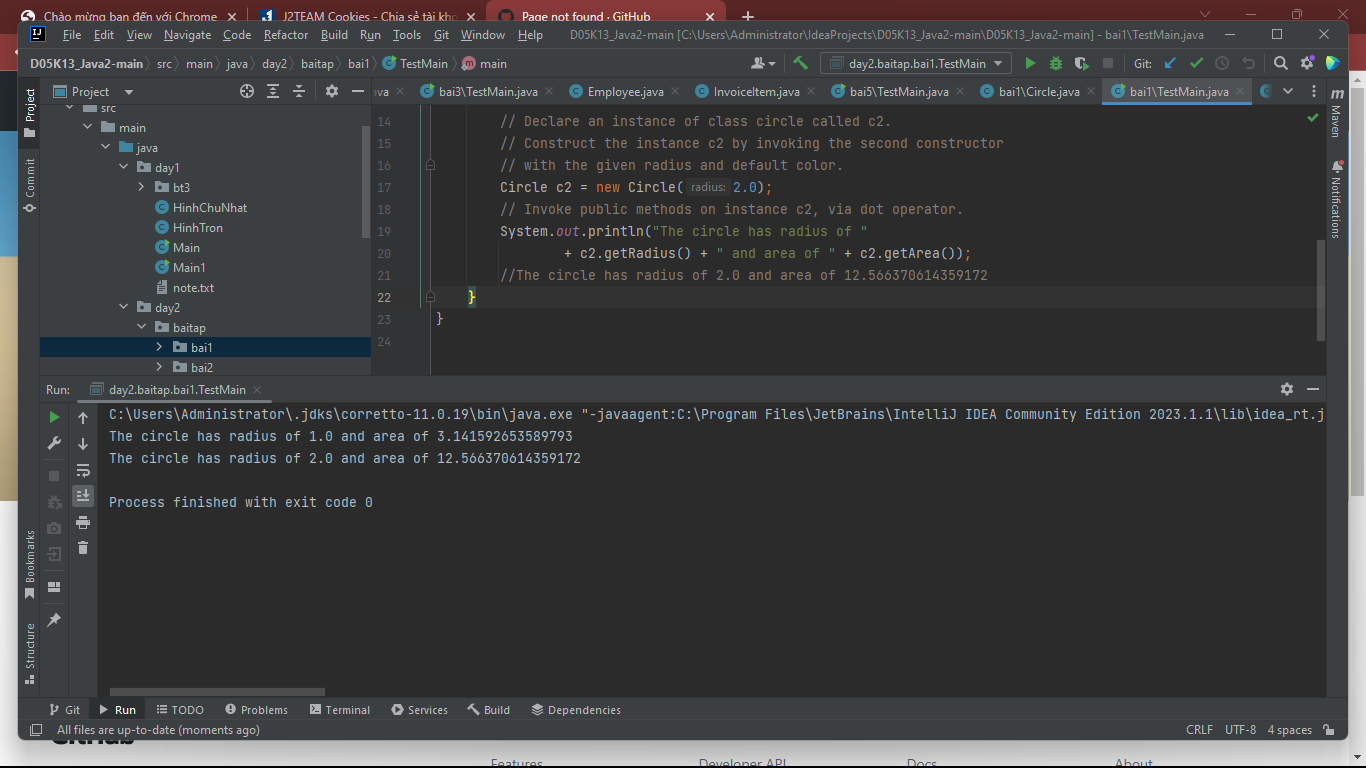 Chào mừng bạn đến với Chrome
J2TEAM Cookies - Chia sẻ tài kho
Page not found · GitHub
File Edit View Navigate Code Refactor Build Run Tools Git Window Help D05K13_Java2-main [C:\Users\Administrator\IdeaProjects\D05K13_Java2-main\D05K13_Java2-main] - bai1\TestMain.java
D05K13_Java2-main src main java day2 baitap bai1 TestMain main day2.baitap.bai1.TestMain Git:
Project
ava bai3\TestMain.java Employee.java InvoiceItem.java bai5\TestMain.java bai1\Circle.java bai1\TestMain.java
Project
Commit
Bookmarks
Structure
Maven
Notifications
src
main
java
day1
bt3
HinhChuNhat
HinhTron
Main
Main1
note.txt
day2
baitap
bai1
bai2
14 // Declare an instance of class circle called c2.
15 // Construct the instance c2 by invoking the second constructor
16 // with the given radius and default color.
17 Circle c2 = new Circle( radius: 2.0);
18 // Invoke public methods on instance c2, via dot operator.
19 System.out.println("The circle has radius of "
20 + c2.getRadius() + " and area of " + c2.getArea());
21 //The circle has radius of 2.0 and area of 12.566370614359172
22 }
23 }
24
Run: day2.baitap.bai1.TestMain
C:\Users\Administrator\.jdks\corretto-11.0.19\bin\java.exe "-javaagent:C:\Program Files\JetBrains\IntelliJ IDEA Community Edition 2023.1.1\lib\idea_rt.j
The circle has radius of 1.0 and area of 3.141592653589793
The circle has radius of 2.0 and area of 12.566370614359172
Process finished with exit code 0
Git Run TODO Problems Terminal Services Build Dependencies
All files are up-to-date (moments ago) CRLF UTF-8 4 spaces
GitHub
Features Developer API Docs About